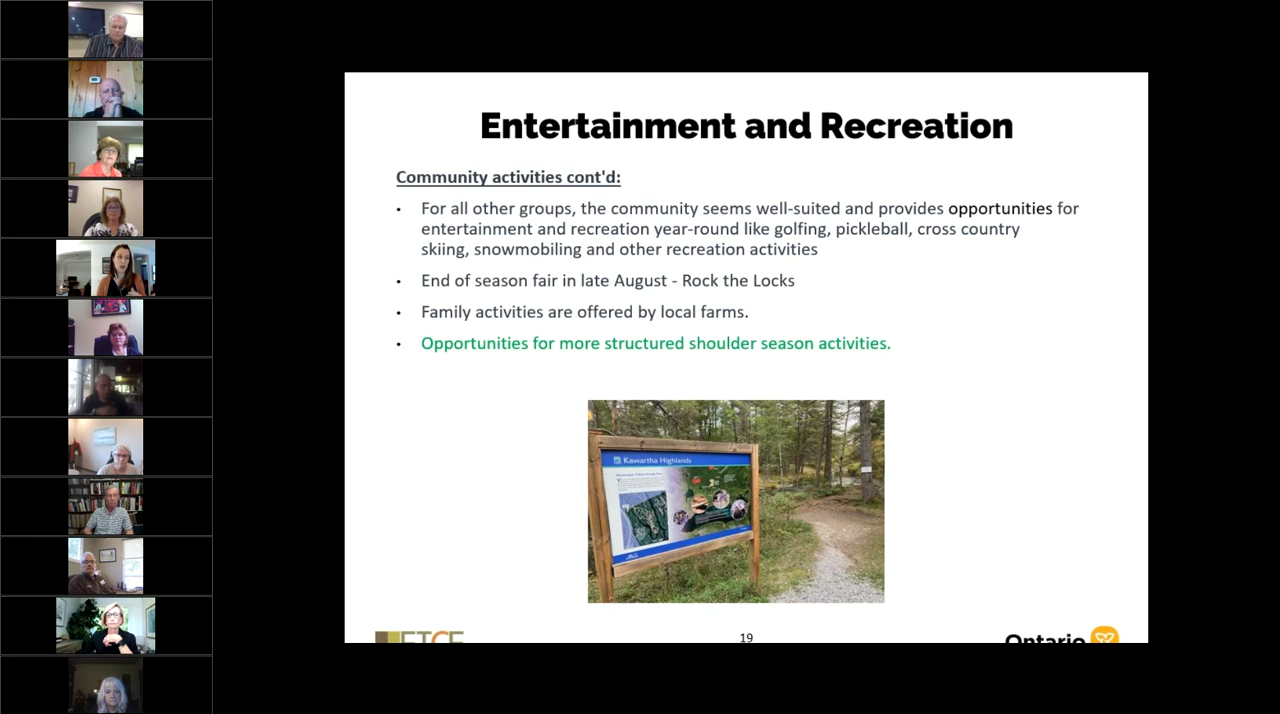 Entertainment and Recreation
Community activities cont'd:
• For all other groups, the community seems well-suited and provides opportunities for
entertainment and recreation year-round like golfing, pickleball, cross country
skiing, snowmobiling and other recreation activities
• End of season fair in late August - Rock the Locks
• Family activities are offered by local farms.
• Opportunities for more structured shoulder season activities.
Kawartha Highlands
19
Ontario